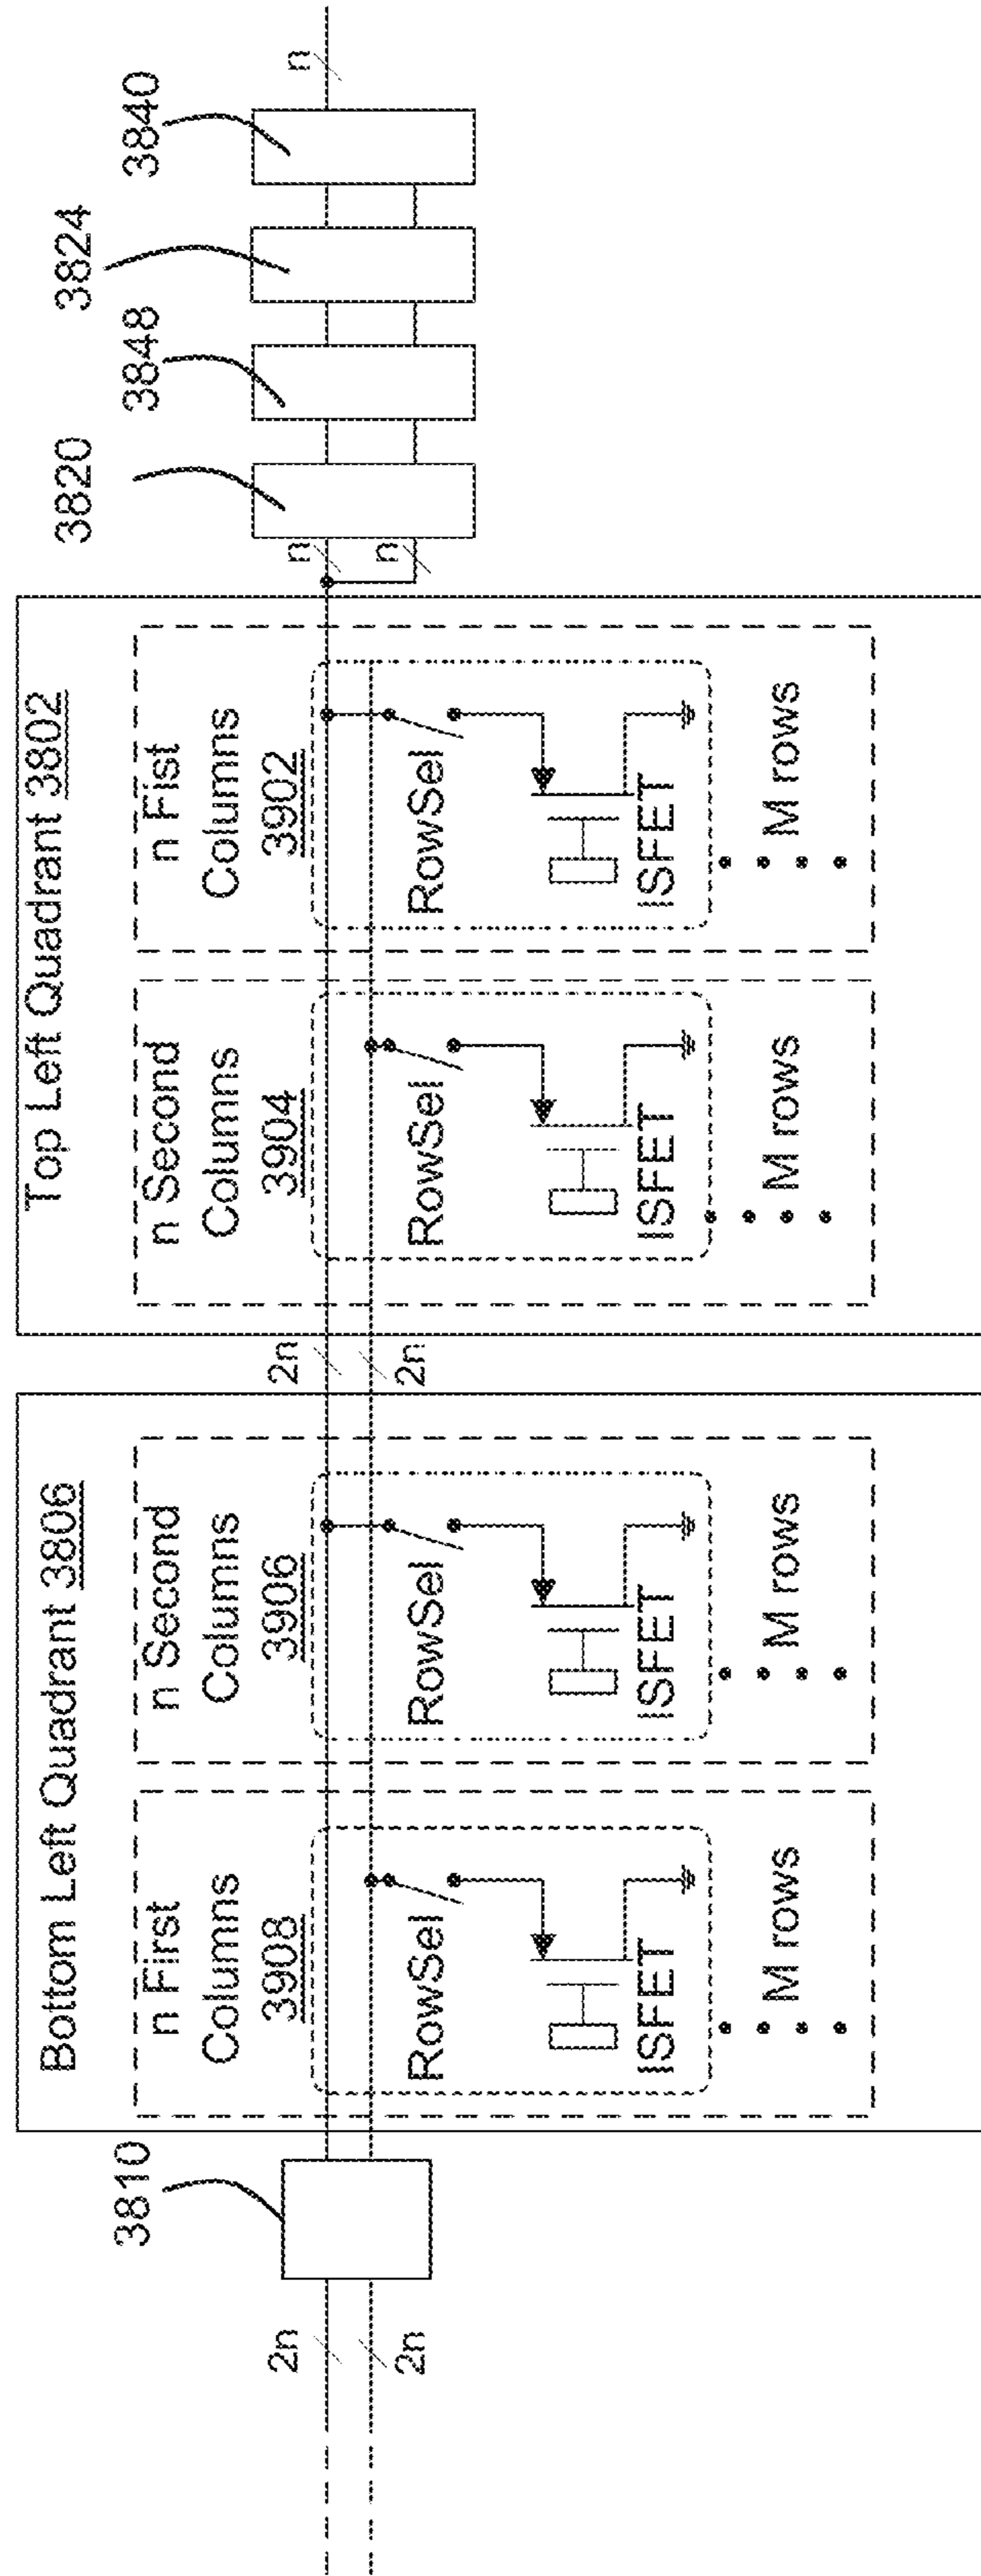 Bottom Left Quadrant 3806
Top Left Quadrant 3802
3810
2n
2n
n First
Columns
3908
RowSel
ISFET
M rows
n Second
Columns
3906
RowSel
ISFET
M rows
2n
2n
n Second
Columns
3904
RowSel
ISFET
M rows
n Fist
Columns
3902
RowSel
ISFET
M rows
n
n
3820
3848
3824
3840
n